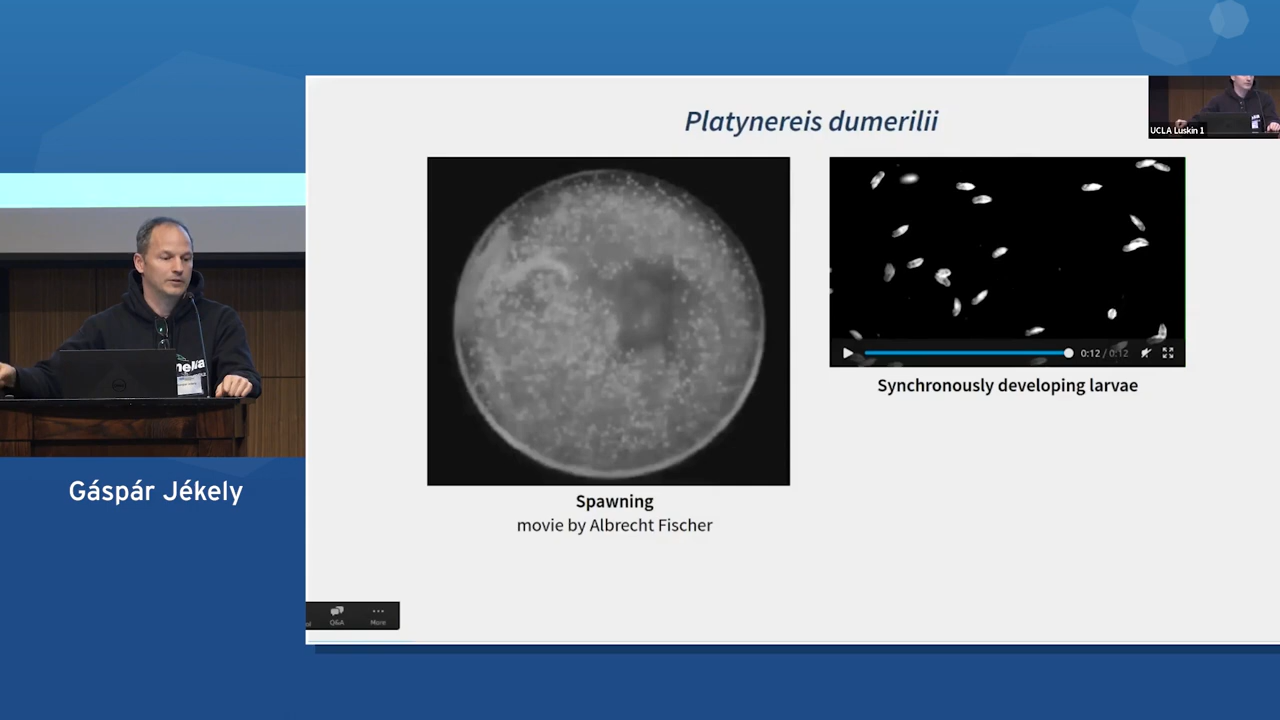 Platynereis dumerilii
UCLA Luskin 1
0:12 / 0:12
Synchronously developing larvae
Spawning
movie by Albrecht Fischer
Gáspár Jékely
Q&A
More